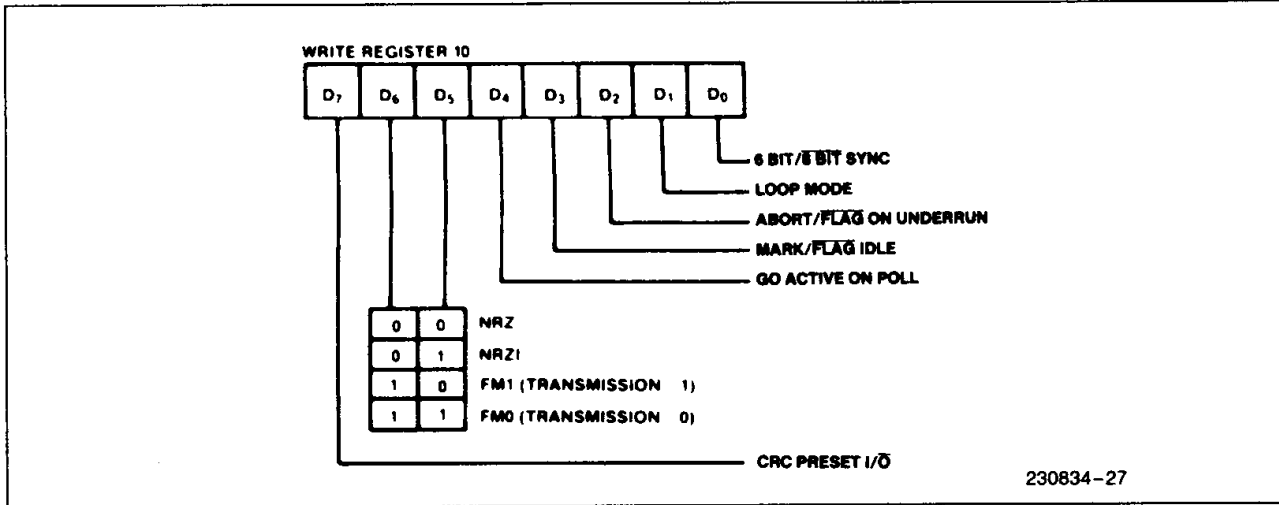 WRITE REGISTER 10
D7 D6 D5 D4 D3 D2 D1 D0
6 BIT/8 BIT SYNC
LOOP MODE
ABORT/FLAG ON UNDERRUN
MARK/FLAG IDLE
GO ACTIVE ON POLL
0 0 NRZ
0 1 NRZI
1 0 FM1 (TRANSMISSION 1)
1 1 FM0 (TRANSMISSION 0)
CRC PRESET I/O
230834-27